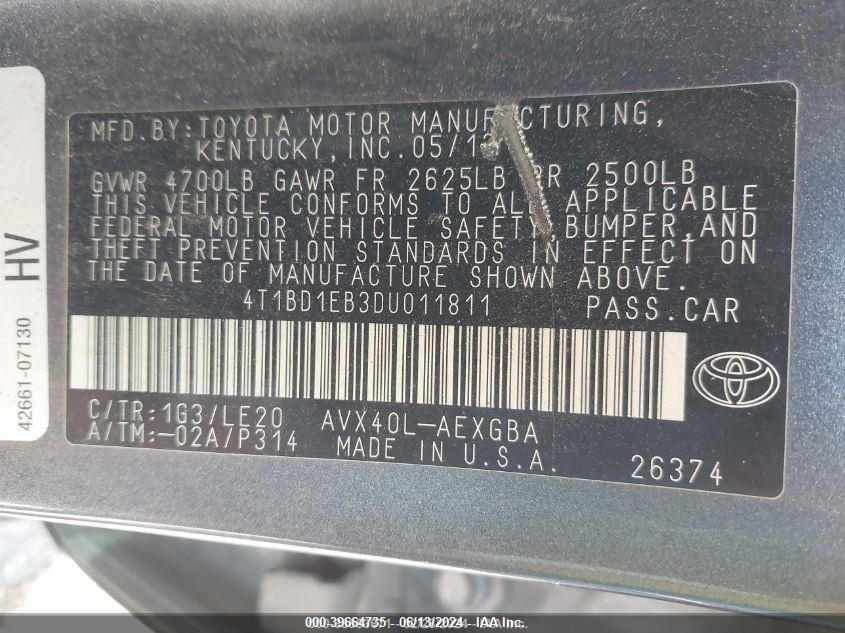 HV
42661-07130
MFD.BY:TOYOTA MOTOR MANUFACTURING,
KENTUCKY,INC.05/13
GVWR 4700LB GAWR FR 2625LB RR 2500LB
THIS VEHICLE CONFORMS TO ALL APPLICABLE
FEDERAL MOTOR VEHICLE SAFETY,BUMPER,AND
THEFT PREVENTION STANDARDS IN EFFECT ON
THE DATE OF MANUFACTURE SHOWN ABOVE.
4T1BD1EB3DU011811 PASS.CAR
C/TR:1G3/LE20 AVX40L-AEXGBA
A/TM:-02A/P314 MADE IN U.S.A.
26374
000-39664735 - 06/13/2024 - IAA Inc.